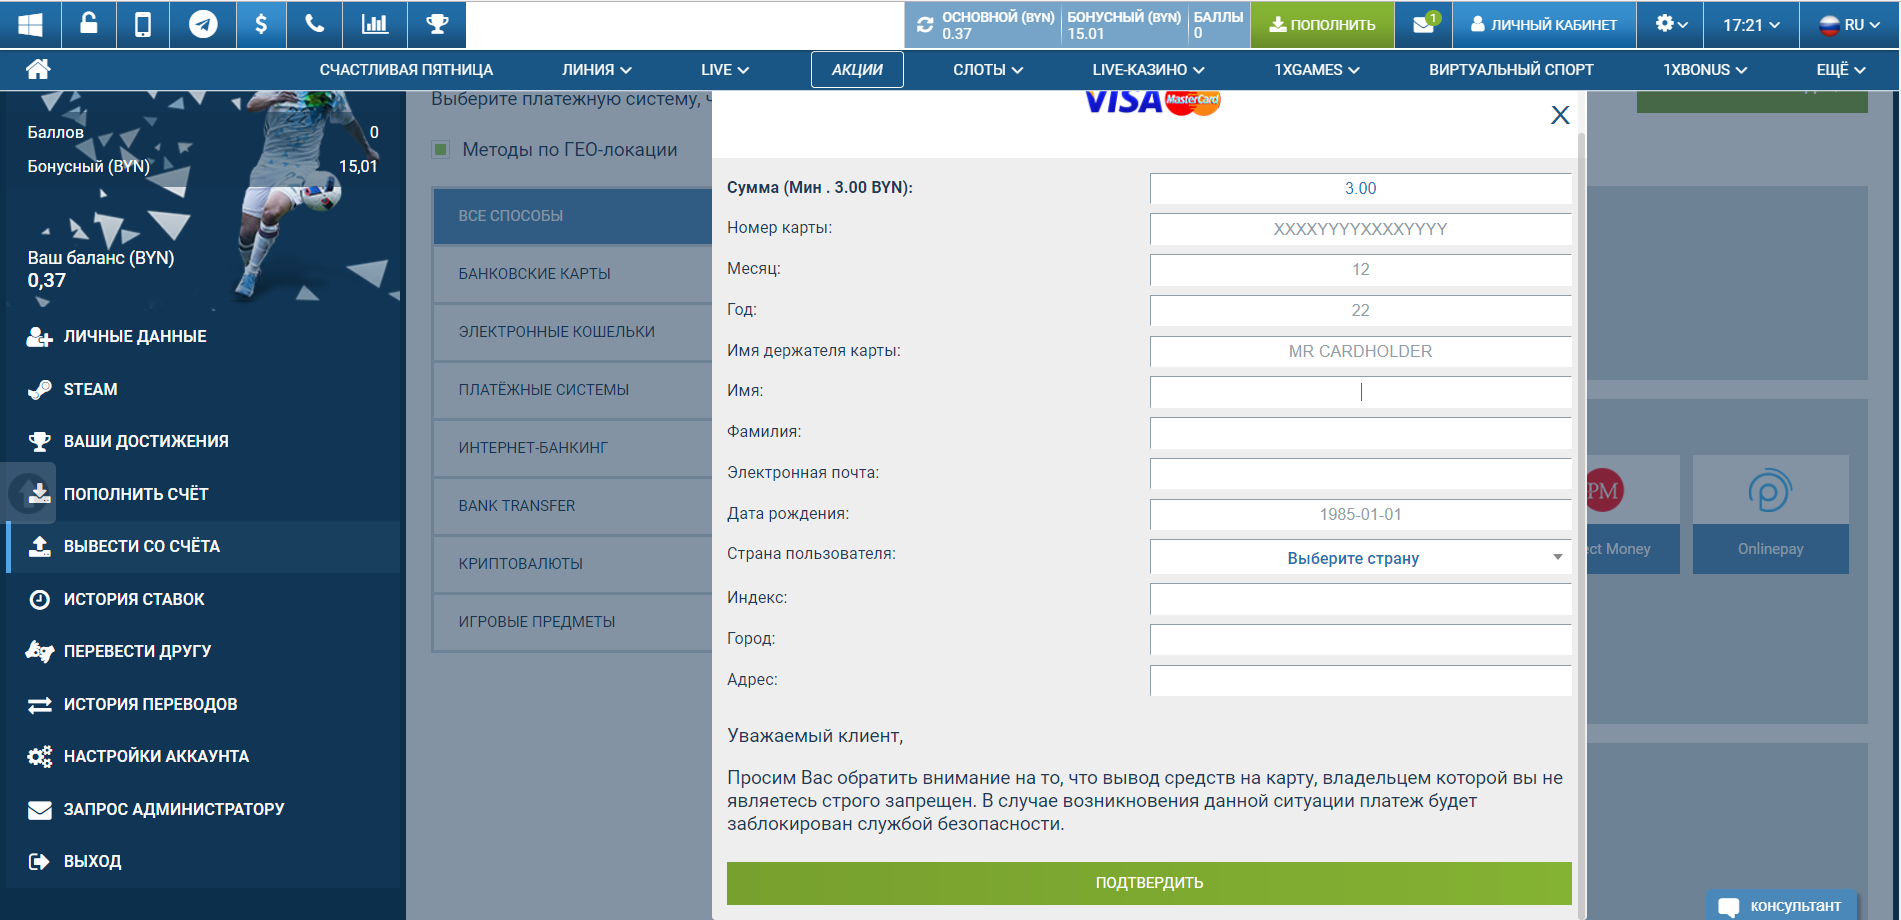 ОСНОВНОЙ (BYN)
0.37
БОНУСНЫЙ (BYN)
15.01
БАЛЛЫ
0
ПОПОЛНИТЬ
1
ЛИЧНЫЙ КАБИНЕТ
17:21
RU
СЧАСТЛИВАЯ ПЯТНИЦА
ЛИНИЯ
LIVE
АКЦИИ
СЛОТЫ
LIVE-КАЗИНО
1XGAMES
ВИРТУАЛЬНЫЙ СПОРТ
1XBONUS
ЕЩЁ
Баллов 0
Бонусный (BYN) 15,01
Ваш баланс (BYN)
0,37
ЛИЧНЫЕ ДАННЫЕ
STEAM
ВАШИ ДОСТИЖЕНИЯ
ПОПОЛНИТЬ СЧЁТ
ВЫВЕСТИ СО СЧЁТА
ИСТОРИЯ СТАВОК
ПЕРЕВЕСТИ ДРУГУ
ИСТОРИЯ ПЕРЕВОДОВ
НАСТРОЙКИ АККАУНТА
ЗАПРОС АДМИНИСТРАТОРУ
ВЫХОД
Выберите платежную систему,
Методы по ГЕО-локации
ВСЕ СПОСОБЫ
БАНКОВСКИЕ КАРТЫ
ЭЛЕКТРОННЫЕ КОШЕЛЬКИ
ПЛАТЁЖНЫЕ СИСТЕМЫ
ИНТЕРНЕТ-БАНКИНГ
BANK TRANSFER
КРИПТОВАЛЮТЫ
ИГРОВЫЕ ПРЕДМЕТЫ
VISA MasterCard
X
Сумма (Мин . 3.00 BYN): 3.00
Номер карты: XXXXYYYYXXXXYYYY
Месяц: 12
Год: 22
Имя держателя карты: MR CARDHOLDER
Имя:
Фамилия:
Электронная почта:
Дата рождения: 1985-01-01
Страна пользователя: Выберите страну
Индекс:
Город:
Адрес:
Уважаемый клиент,
Просим Вас обратить внимание на то, что вывод средств на карту, владельцем которой вы не
являетесь строго запрещен. В случае возникновения данной ситуации платеж будет
заблокирован службой безопасности.
ПОДТВЕРДИТЬ
PM
ect Money
Onlinepay
консультант